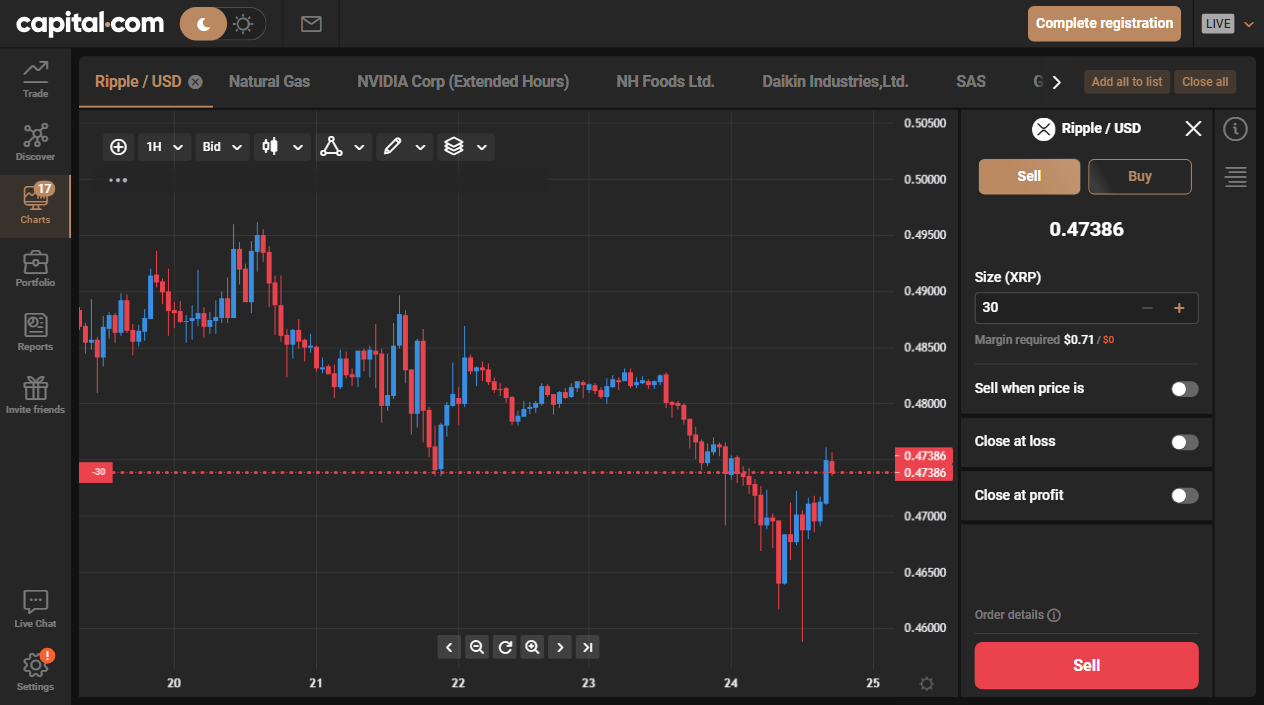 capital.com
Complete registration
LIVE
Trade
Discover
17
Charts
Portfolio
Reports
Invite friends
Live Chat
!
Settings
Ripple / USD
Natural Gas
NVIDIA Corp (Extended Hours)
NH Foods Ltd.
Daikin Industries,Ltd.
SAS
G
Add all to list
Close all
1H
Bid
0.50500
0.50000
0.49500
0.49000
0.48500
0.48000
0.47386
0.47386
0.47000
0.46500
0.46000
-30
20
21
22
23
24
25
Ripple / USD
Sell
Buy
0.47386
Size (XRP)
30
Margin required $0.71 / $0
Sell when price is
Close at loss
Close at profit
Order details
Sell